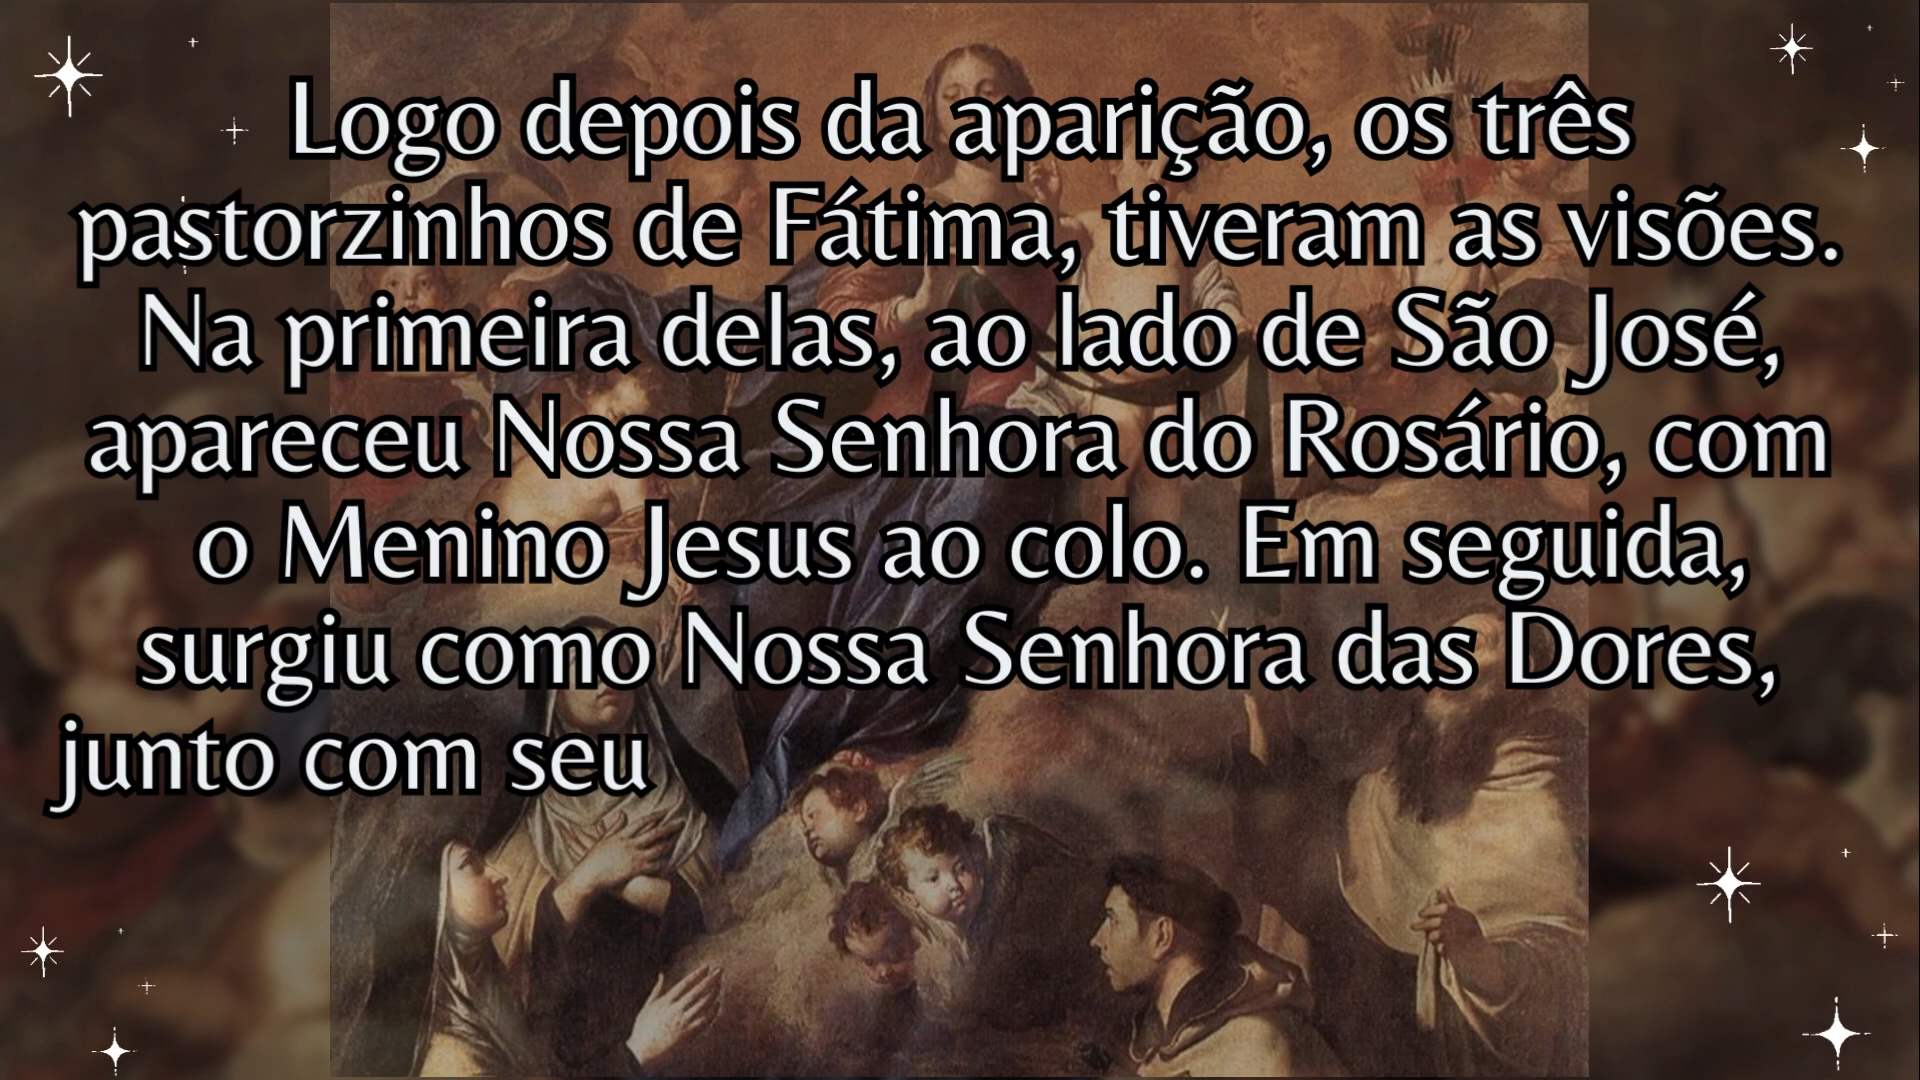 Logo depois da aparição, os três
pastorzinhos de Fátima, tiveram as visões.
Na primeira delas, ao lado de São José,
apareceu Nossa Senhora do Rosário, com
o Menino Jesus ao colo. Em seguida,
surgiu como Nossa Senhora das Dores,
junto com seu